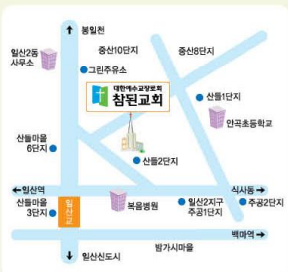 봉일천
일산2동
사무소
중산10단지
중산8단지
그린주유소
대한예수교장로회
참된교회
산들1단지
안곡초등학교
산들마을
6단지
산들2단지
←일산역
식사동→
산들마을
3단지
일산교
복음병원
일산2지구
주공1단지
주공2단지
백마역→
밤가시마을
일산신도시